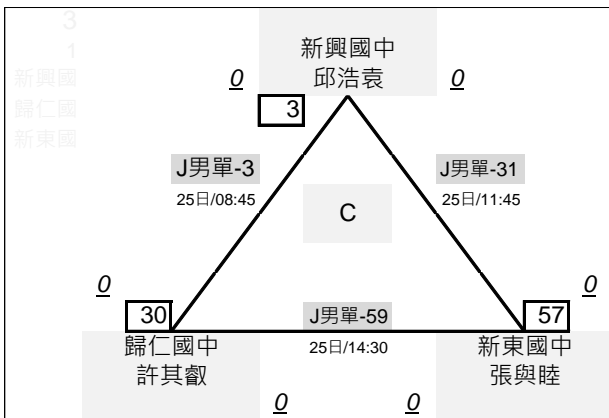 3
1
新興國
歸仁國
新東國
新興國中
邱浩袁
0
0
3
J男單-3
25日/08:45
J男單-31
25日/11:45
C
0
0
30
57
J男單-59
25日/14:30
歸仁國中
許其叡
新東國中
張與睦
0
0